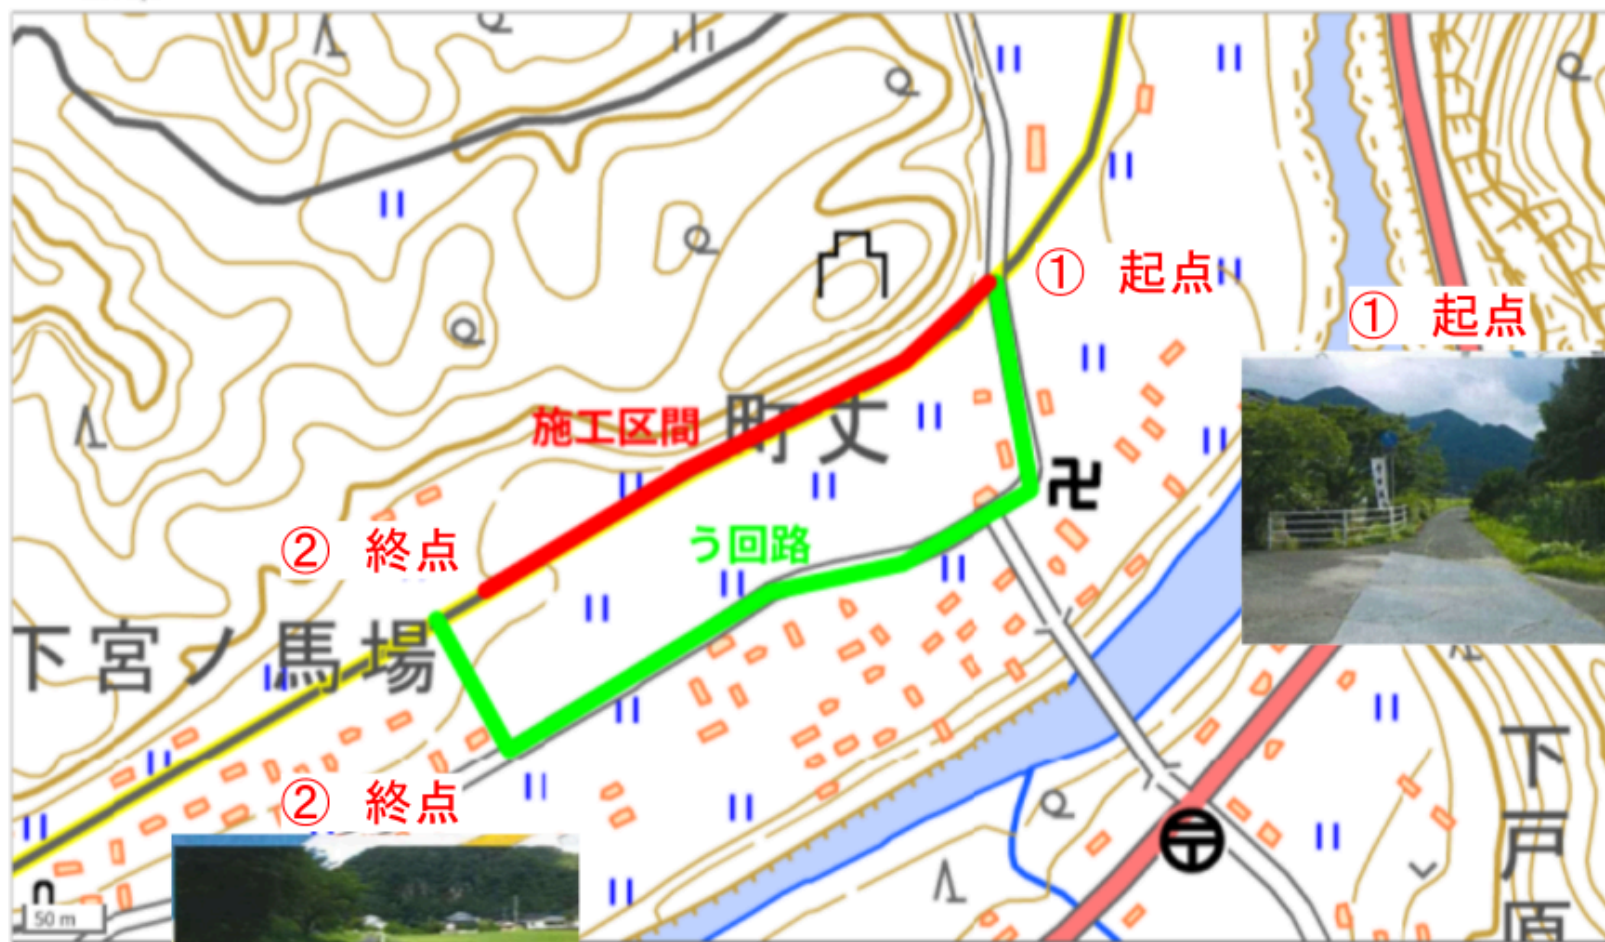 ① 起点
① 起点
施工区間
町丈
う回路
② 終点
下宮ノ馬場
② 終点
下戸原
50 m